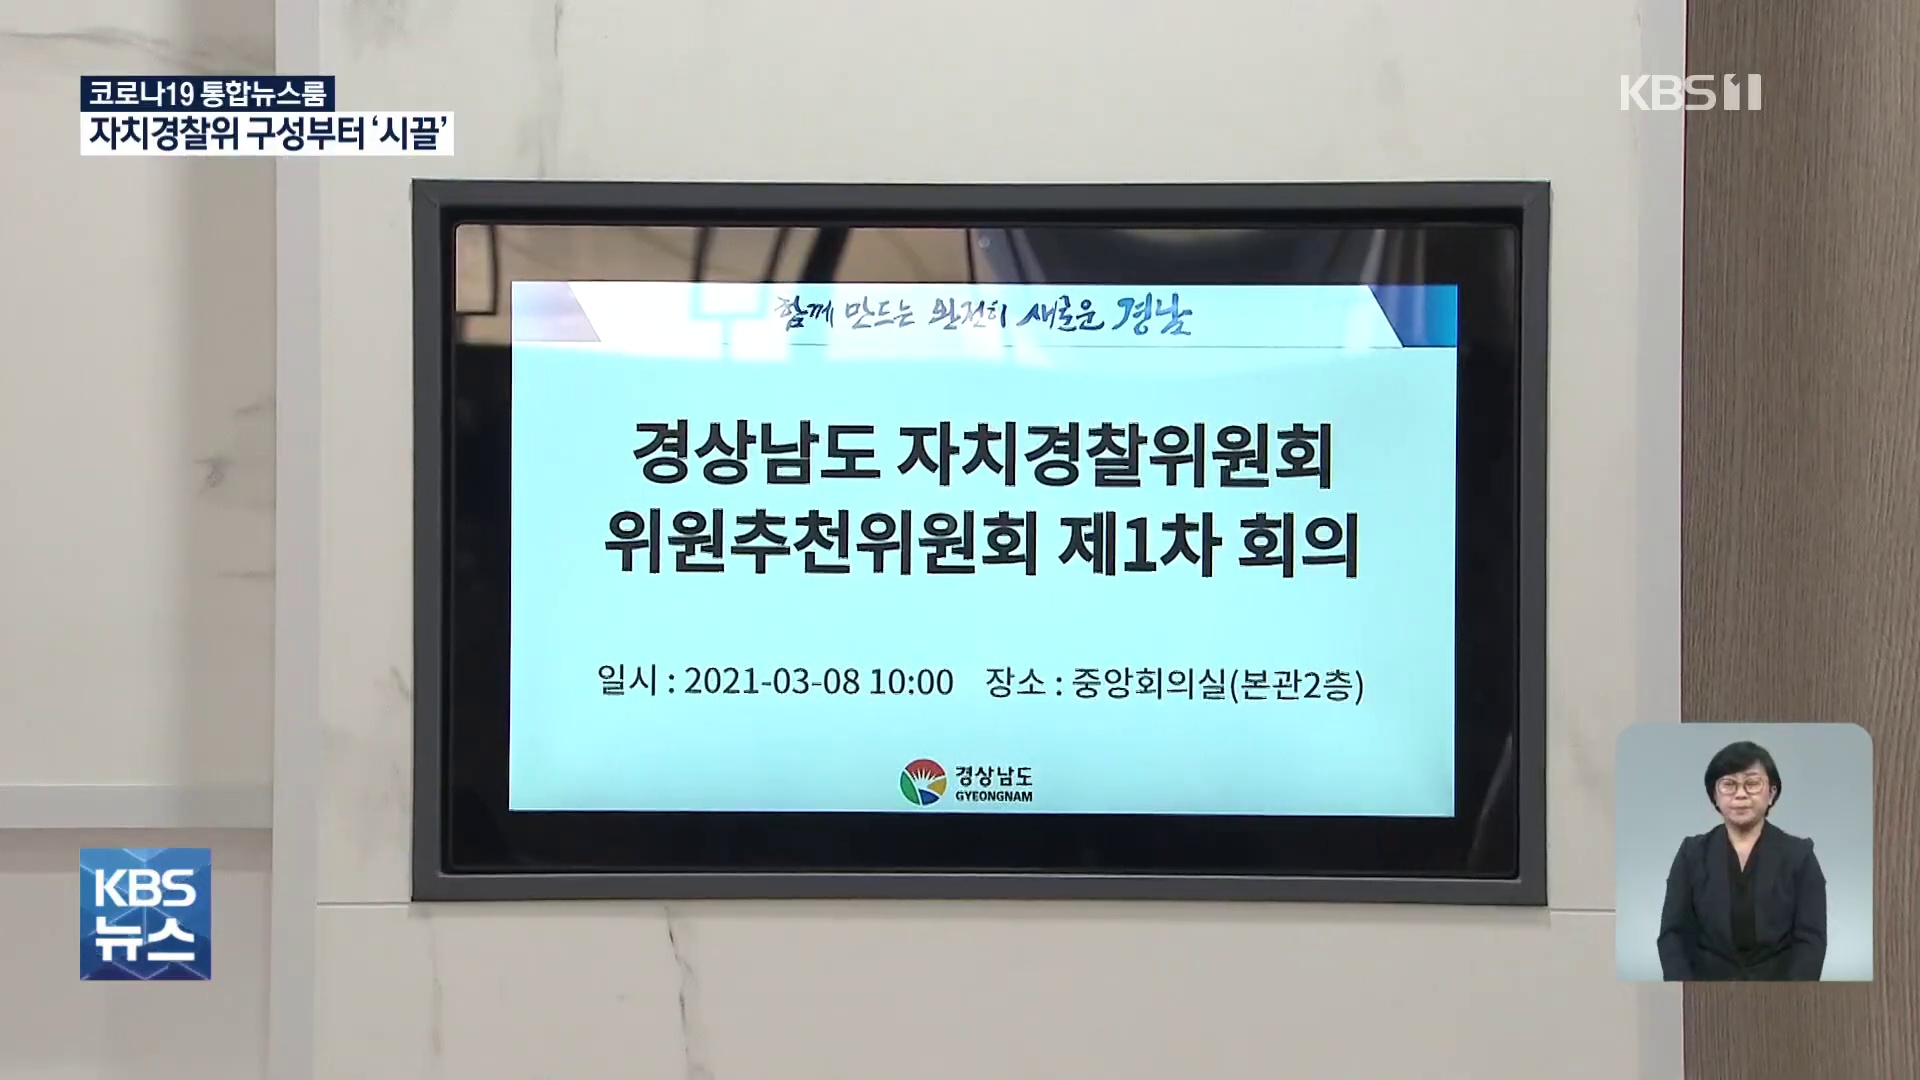 코로나19 통합뉴스룸
자치경찰위 구성부터 ‘시끌’
KBS 1
함께 만드는 완전히 새로운 경남
경상남도 자치경찰위원회
위원추천위원회 제1차 회의
일시 : 2021-03-08 10:00 장소 : 중앙회의실(본관2층)
경상남도
GYEONGNAM
KBS
뉴스